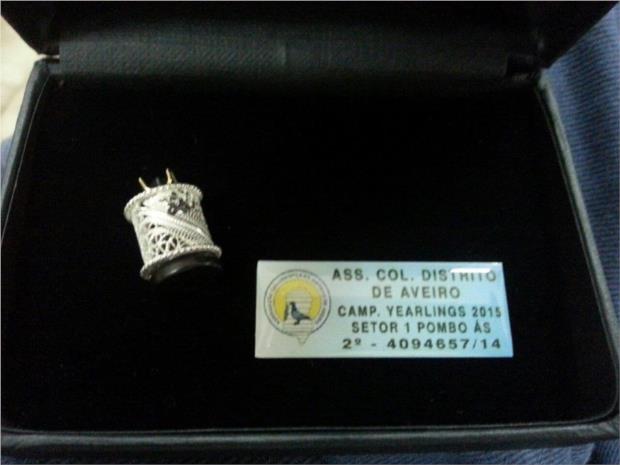 ASS. COL. DISTRITO
DE AVEIRO
CAMP. YEARLINGS 2015
SETOR 1 POMBO ÁS
2º - 4094657/14